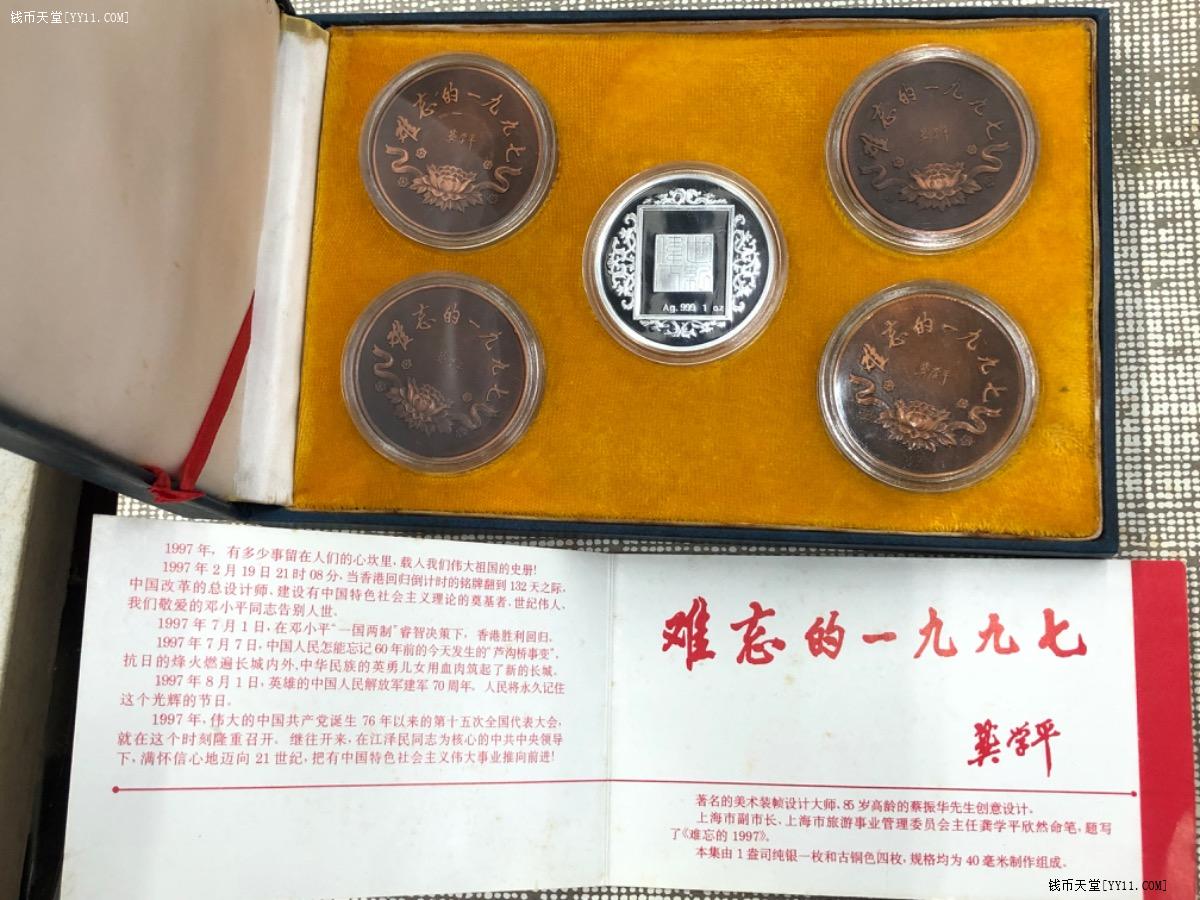 钱币天堂[YY11.COM]
难忘的一九九七
龚学平
难忘的一九九七
龚学平
Ag.999 1 oz
难忘的一九九七
难忘的一九九七
龚学平
1997年，有多少事留在人们的心坎里，载人我们伟大祖国的史册!
1997年2月19日21时08分，当香港回归倒计时的铭牌翻到132天之际，
中国改革的总设计师、建设有中国特色社会主义理论的奠基者、世纪伟人、
我们敬爱的邓小平同志告别人世。
1997年7月1日，在邓小平“一国两制”睿智决策下，香港胜利回归。
1997年7月7日，中国人民怎能忘记60年前的今天发生的“芦沟桥事变”，
抗日的烽火燃遍长城内外，中华民族的英勇儿女用血肉筑起了新的长城。
1997年8月1日，英雄的中国人民解放军建军70周年，人民将永久记住
这个光辉的节日。
1997年，伟大的中国共产党诞生76年以来的第十五次全国代表大会，
就在这个时刻隆重召开。继往开来，在江泽民同志为核心的中共中央领导
下，满怀信心地迈向21世纪，把有中国特色社会主义伟大事业推向前进!
难忘的一九九七
龚学平
著名的美术装帧设计大师、85岁高龄的蔡振华先生创意设计。
上海市副市长、上海市旅游事业管理委员会主任龚学平欣然命笔，题写
了《难忘的1997》。
本集由1盎司纯银一枚和古铜色四枚，规格均为40毫米制作组成。
钱币天堂[YY11.COM]